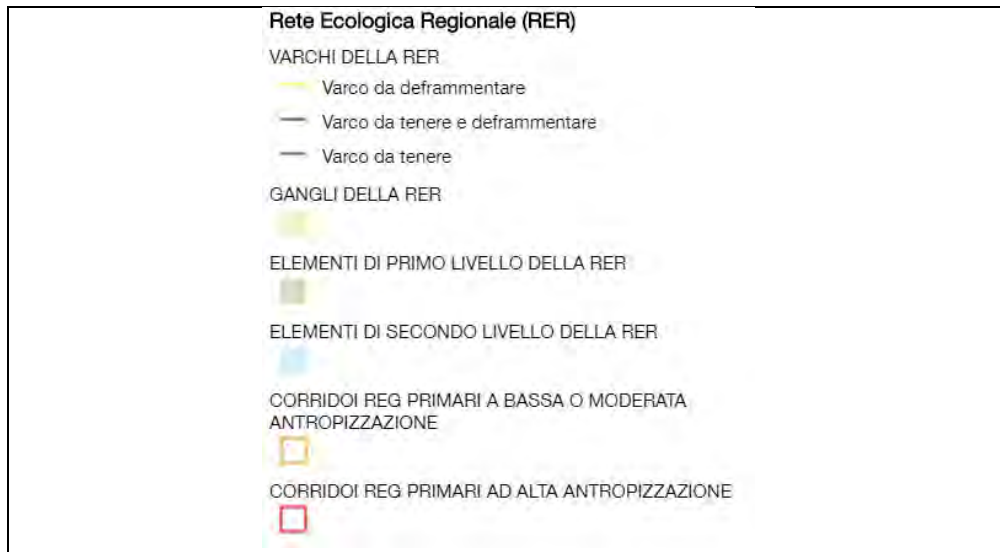 Rete Ecologica Regionale (RER)
VARCHI DELLA RER
Varco da deframmentare
Varco da tenere e deframmentare
Varco da tenere
GANGLI DELLA RER
ELEMENTI DI PRIMO LIVELLO DELLA RER
ELEMENTI DI SECONDO LIVELLO DELLA RER
CORRIDOI REG PRIMARI A BASSA O MODERATA
ANTROPIZZAZIONE
CORRIDOI REG PRIMARI AD ALTA ANTROPIZZAZIONE